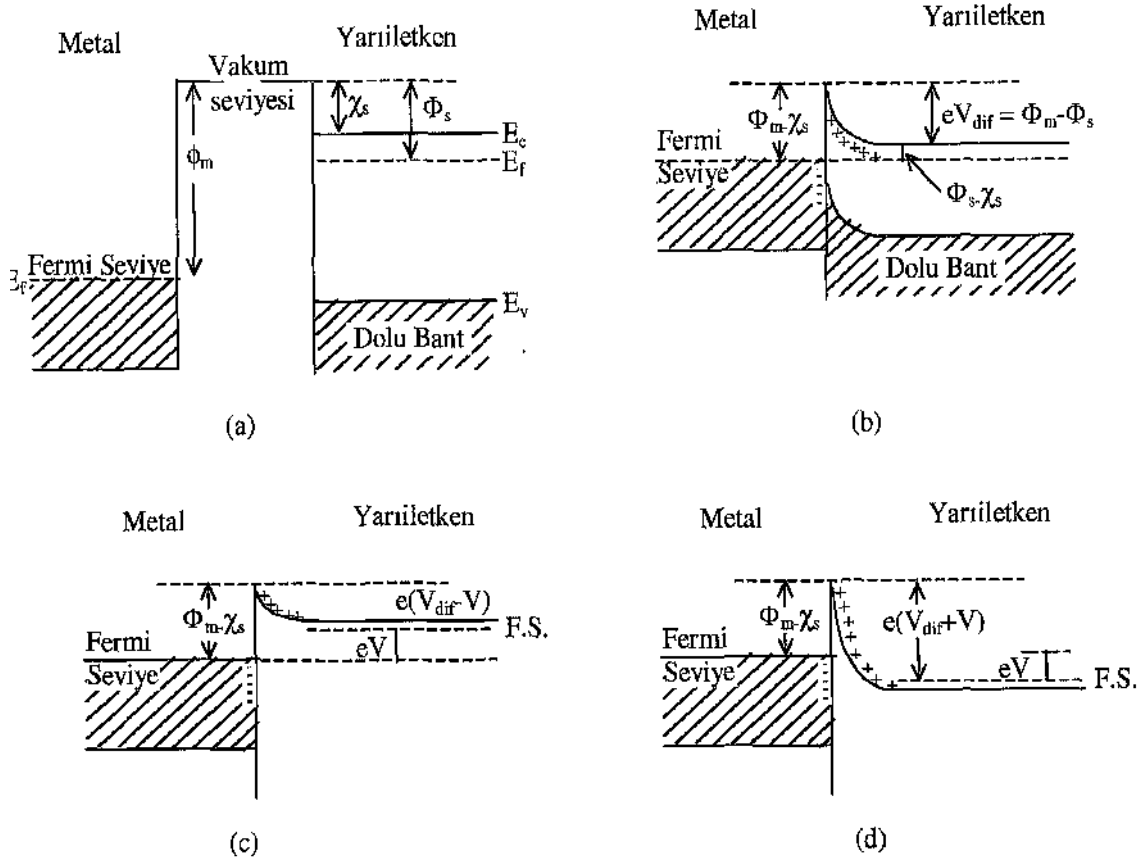 Metal
Yarıiletken
Vakum
seviyesi
χs
Φs
ϕm
Ec
Ef
Fermi Seviye
Ef
Ev
Dolu Bant
(a)
Yarıiletken
Metal
Φm-χs
eVdif = Φm-Φs
Fermi
Seviye
Φs-χs
Dolu Bant
(b)
Metal
Yarıiletken
Φm-χs
e(Vdif-V)
F.S.
Fermi
eV
Seviye
(c)
Metal
Yarıiletken
Φm-χs
e(Vdif+V)
Fermi
Seviye
eV
F.S.
(d)